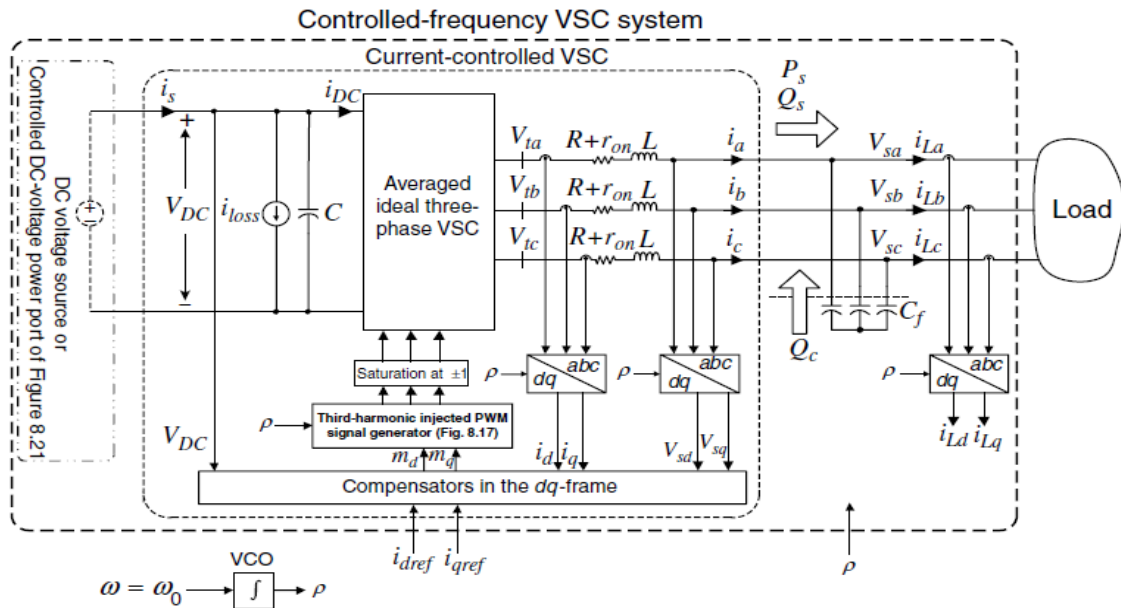 Controlled-frequency VSC system
Current-controlled VSC
DC voltage source or
Controlled DC-voltage power port of Figure 8.21
i_s
i_DC
+
V_DC
−
i_loss
C
Averaged
ideal three-
phase VSC
V_ta
R+r_on L
i_a
V_tb
R+r_on L
i_b
V_tc
R+r_on L
i_c
P_s
Q_s
V_sa
i_La
V_sb
i_Lb
V_sc
i_Lc
Load
C_f
Q_c
Saturation at ±1
ρ
Third-harmonic injected PWM
signal generator (Fig. 8.17)
ρ
abc
dq
ρ
abc
dq
ρ
abc
dq
V_DC
m_d
m_q
i_d
i_q
V_sd
V_sq
i_Ld
i_Lq
Compensators in the dq-frame
i_dref
i_qref
ρ
VCO
ω = ω_0
∫
ρ